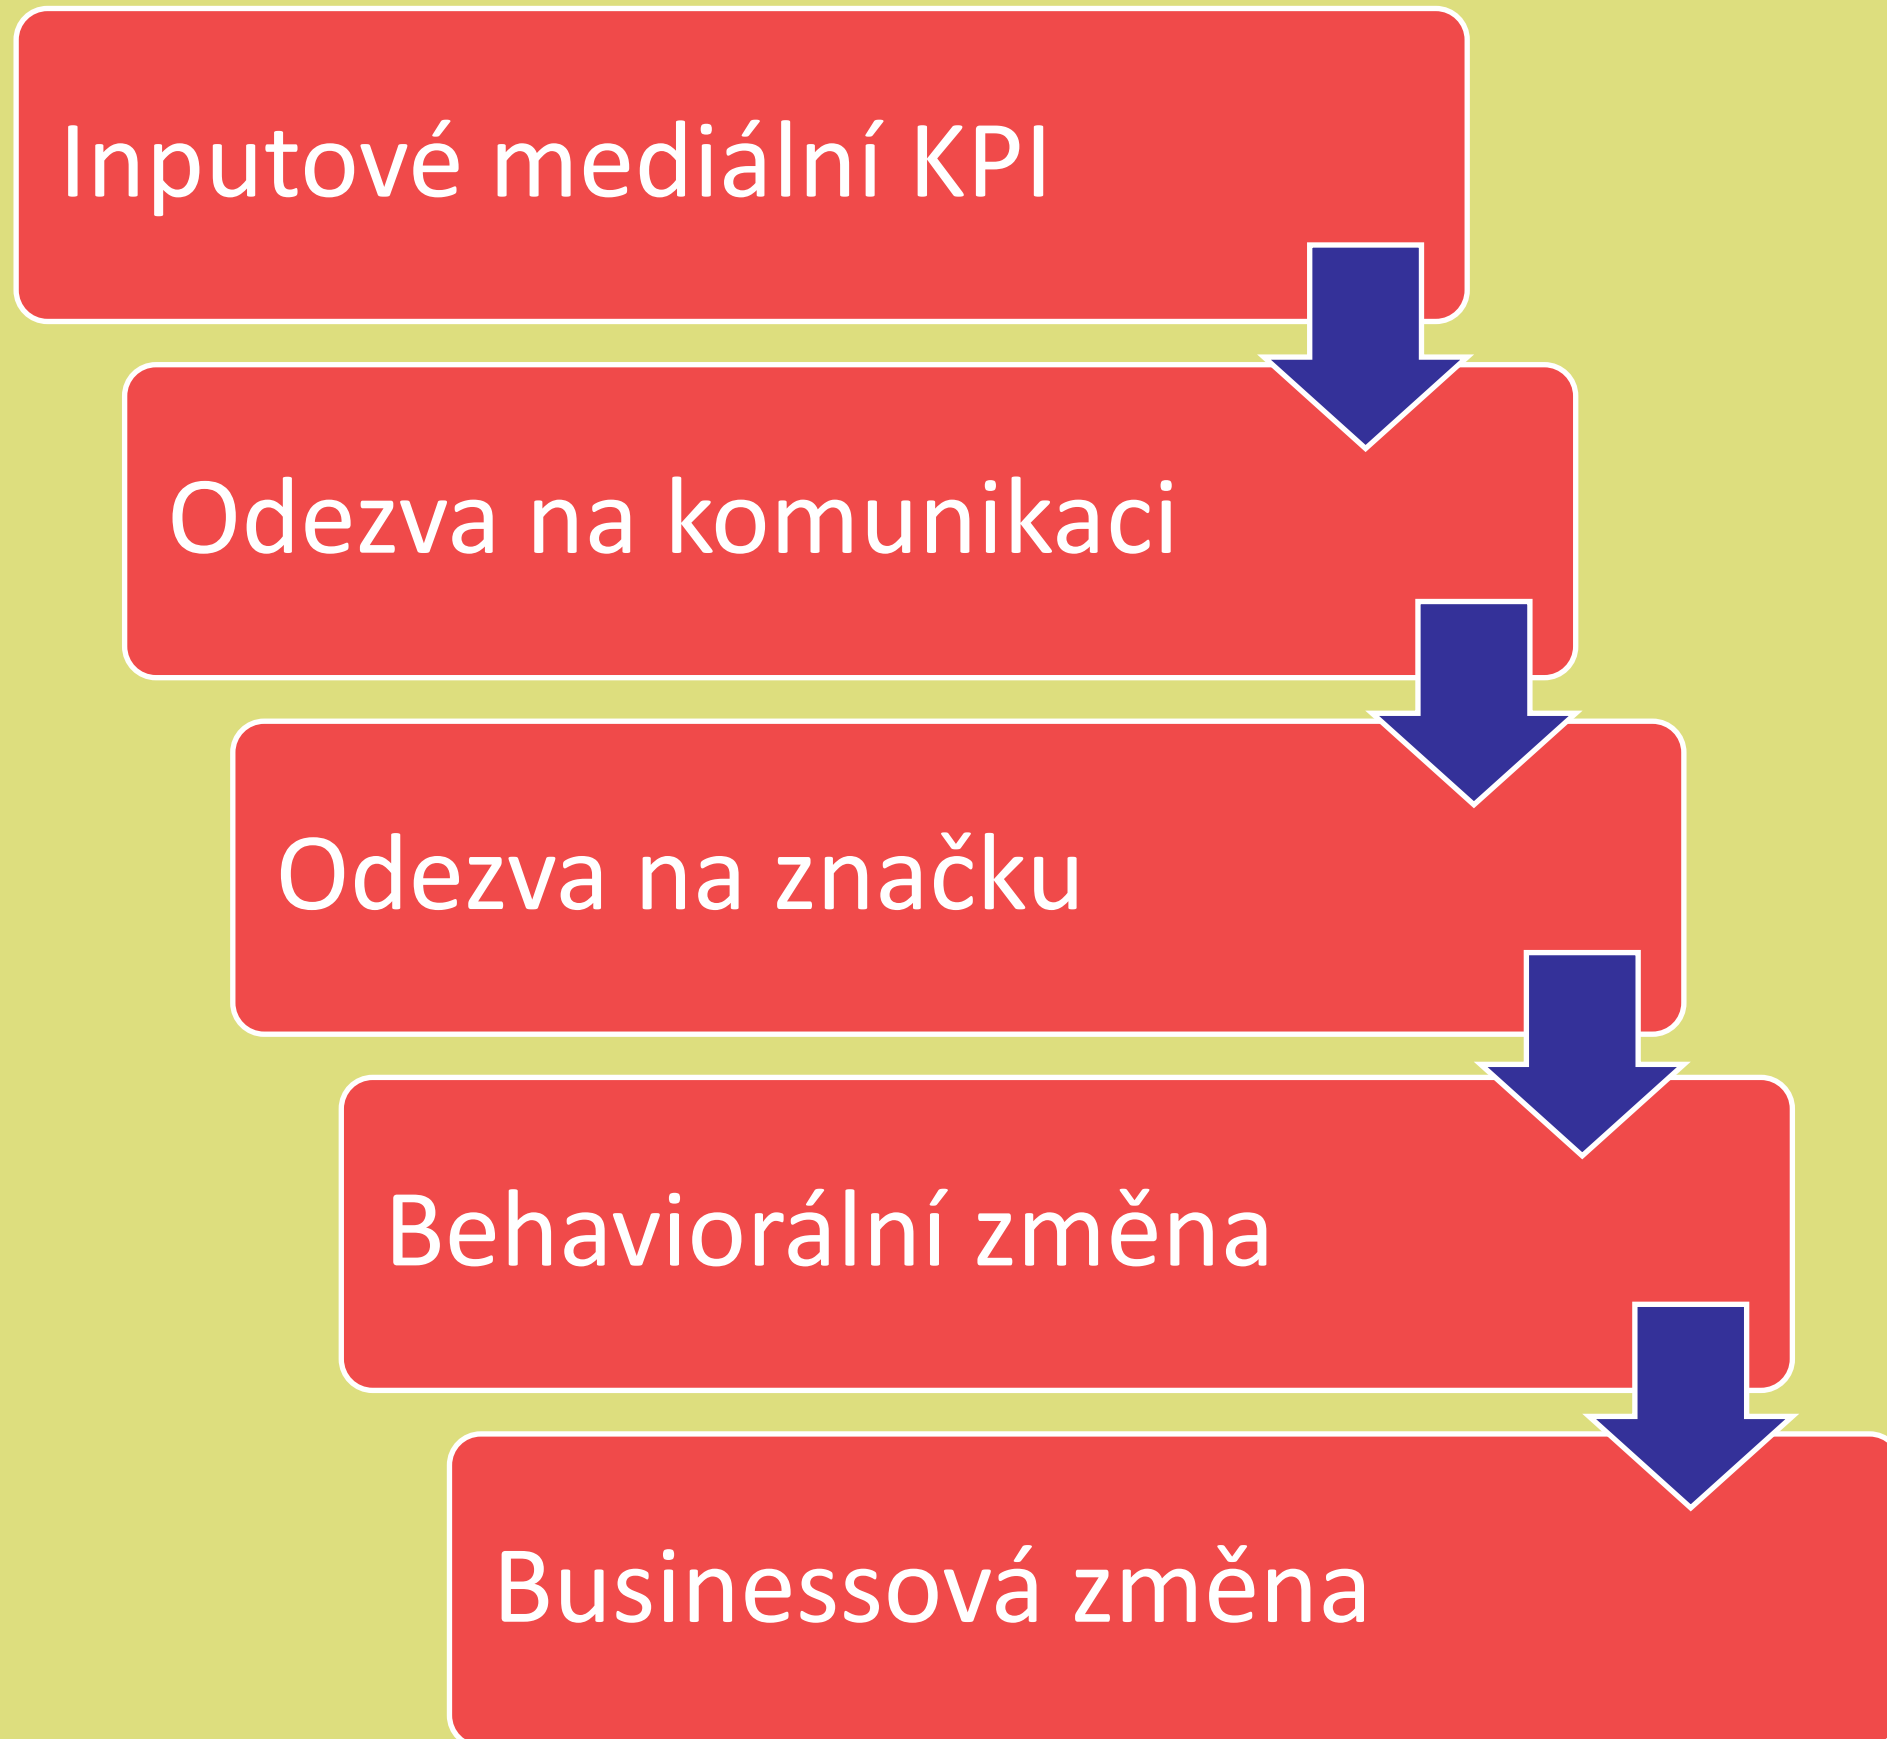 Inputové mediální KPI
Odezva na komunikaci
Odezva na značku
Behaviorální změna
Businessová změna